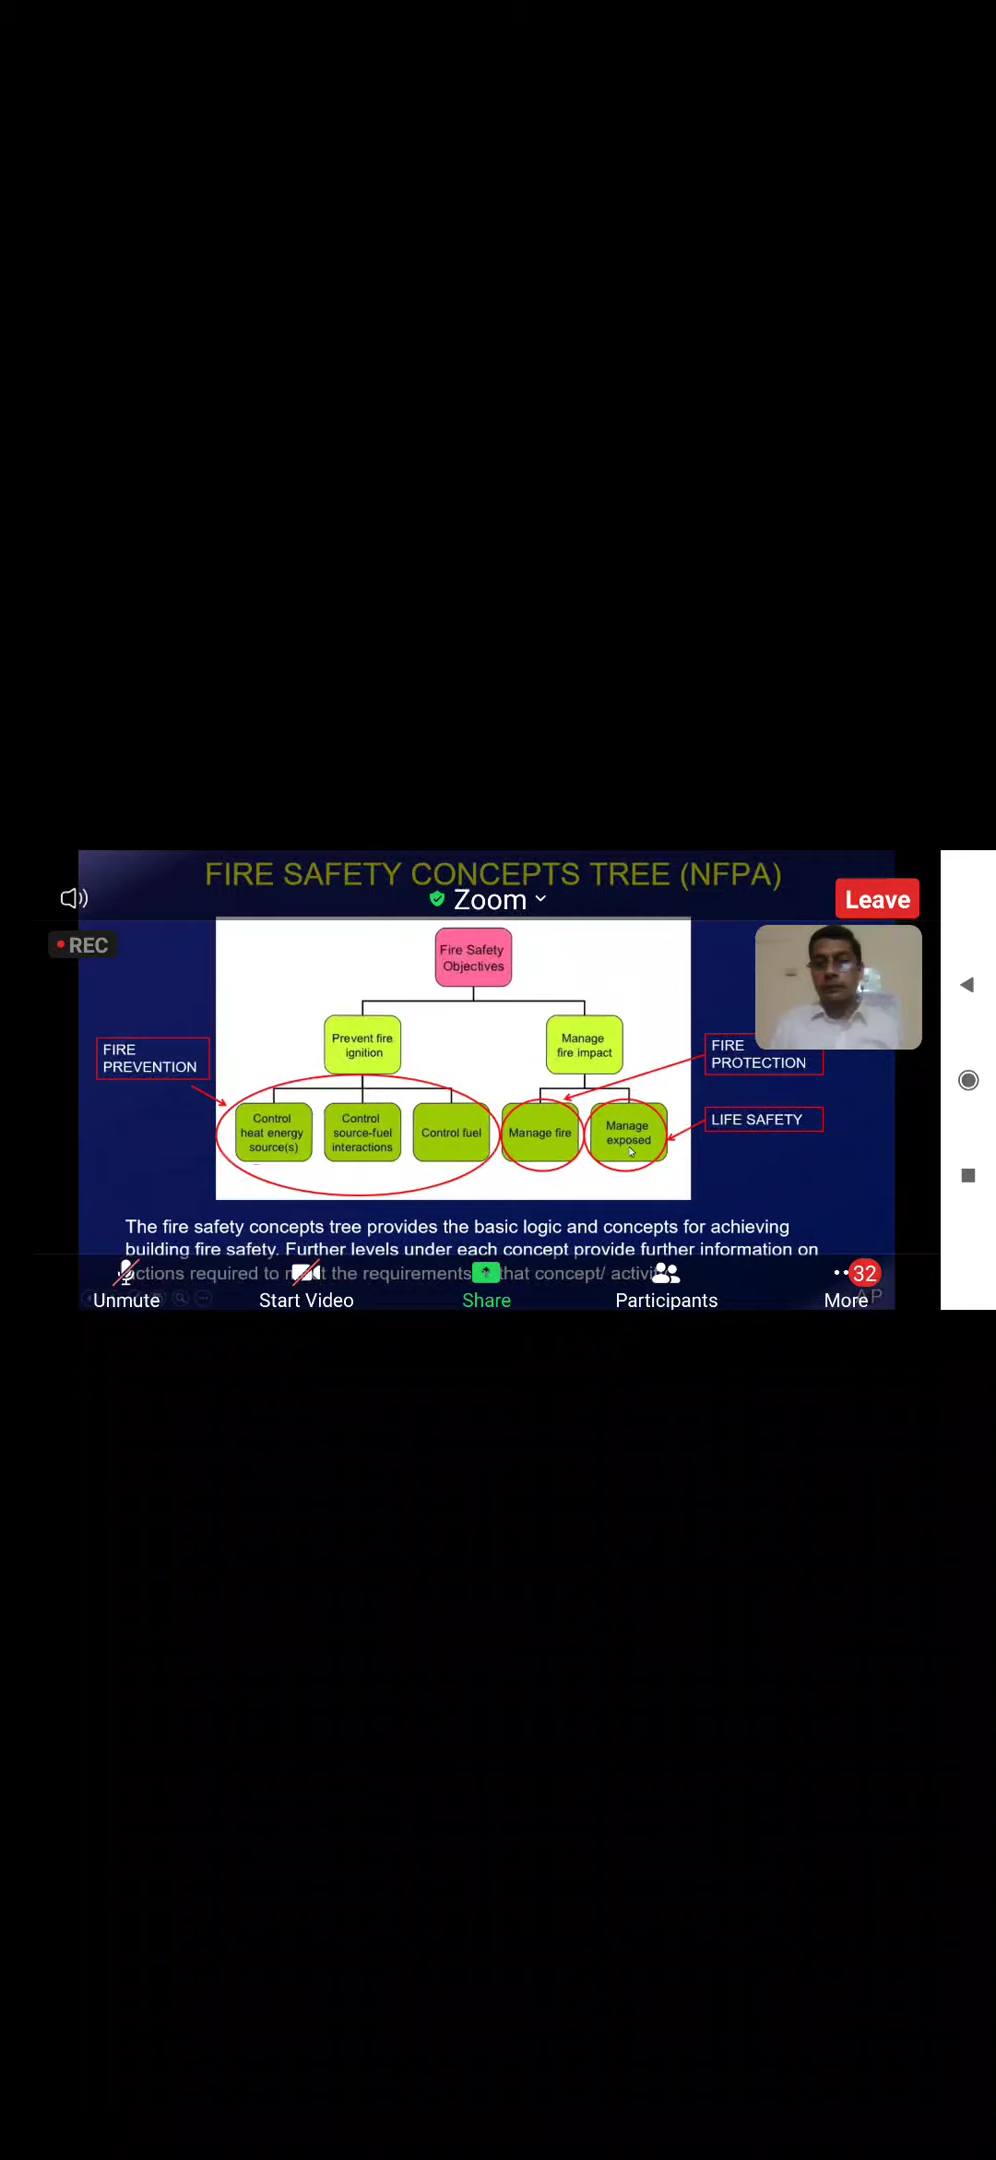 FIRE SAFETY CONCEPTS TREE (NFPA)
Zoom
Leave
REC
Fire Safety
Objectives
Prevent fire
ignition
Manage
fire impact
FIRE
PREVENTION
FIRE
PROTECTION
LIFE SAFETY
Control
heat energy
source(s)
Control
source-fuel
interactions
Control fuel
Manage fire
Manage
exposed
The fire safety concepts tree provides the basic logic and concepts for achieving
building fire safety. Further levels under each concept provide further information on
required to the requirements that concept/
32
Unmute
Start Video
Share
Participants
More
AP